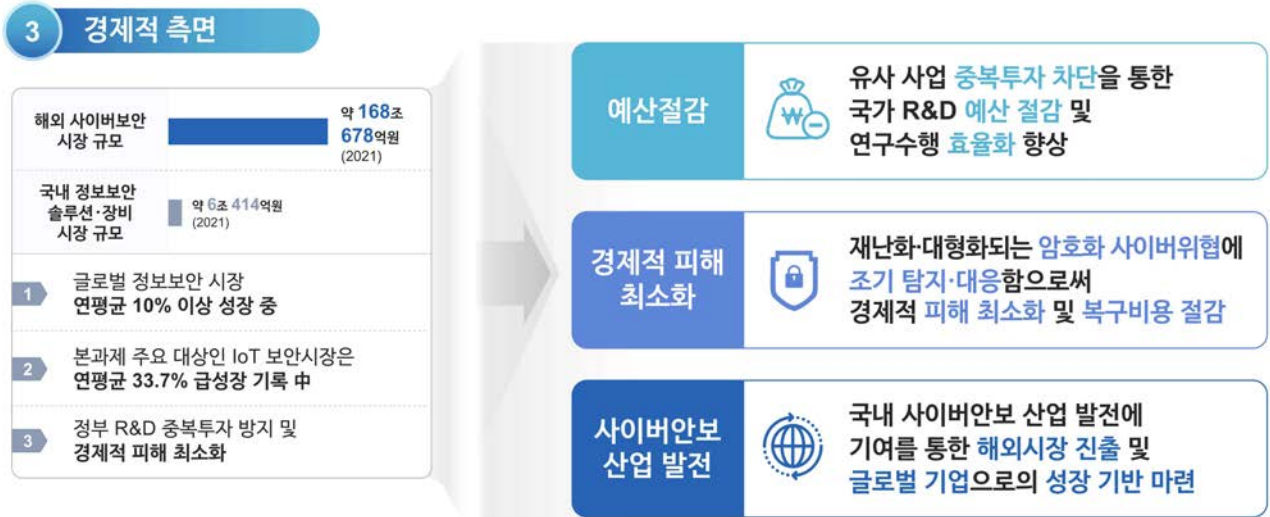 3 경제적 측면
해외 사이버보안
시장 규모
약 168조
678억원
(2021)
국내 정보보안
솔루션·장비
시장 규모
약 6조 414억원
(2021)
1 글로벌 정보보안 시장
연평균 10% 이상 성장 중
2 본과제 주요 대상인 IoT 보안시장은
연평균 33.7% 급성장 기록 中
3 정부 R&D 중복투자 방지 및
경제적 피해 최소화
예산절감
유사 사업 중복투자 차단을 통한
국가 R&D 예산 절감 및
연구수행 효율화 향상
경제적 피해
최소화
재난화·대형화되는 암호화 사이버위협에
조기 탐지·대응함으로써
경제적 피해 최소화 및 복구비용 절감
사이버안보
산업 발전
국내 사이버안보 산업 발전에
기여를 통한 해외시장 진출 및
글로벌 기업으로의 성장 기반 마련